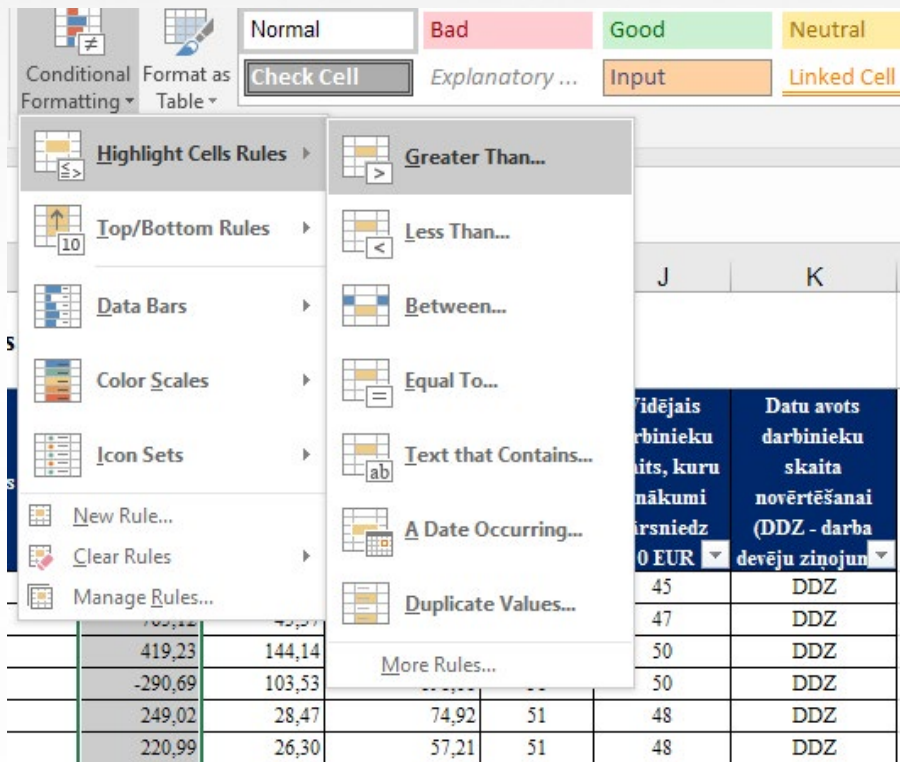 Normal Bad Good Neutral
Conditional Formatting Format as Table Check Cell Explanatory ... Input Linked Cell
Highlight Cells Rules
Top/Bottom Rules
10
Data Bars
Color Scales
Icon Sets
New Rule...
Clear Rules
Manage Rules...
Greater Than...
Less Than...
Between...
Equal To...
Text that Contains...
ab
A Date Occurring...
Duplicate Values...
More Rules...
J K
s
s
Datu avots
darbinieku
skaita
novērtēšanai
(DDZ - darba
devēju ziņojun
0 EUR
45 DDZ
47 DDZ
419,23 144,14 50 DDZ
-290,69 103,53 50 DDZ
249,02 28,47 74,92 51 48 DDZ
220,99 26,30 57,21 51 48 DDZ